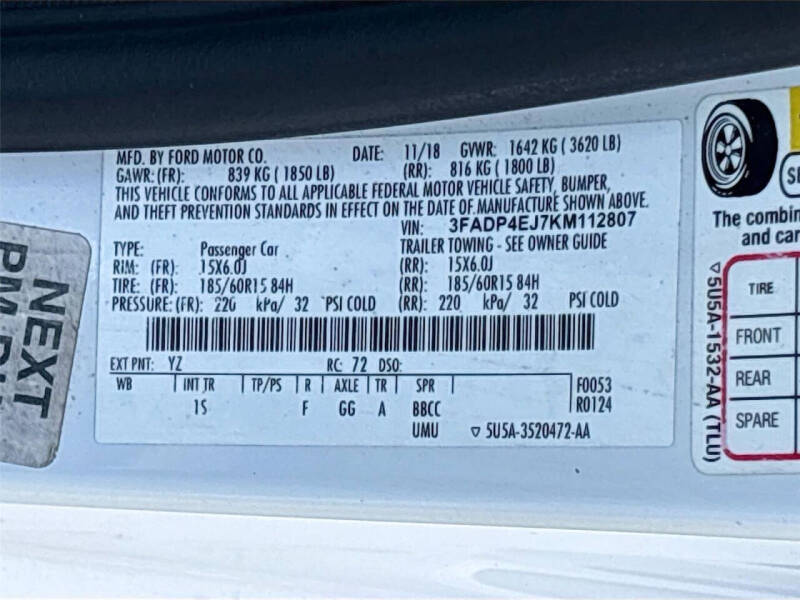 MFD. BY FORD MOTOR CO. DATE: 11/18 GVWR: 1642 KG ( 3620 LB)
GAWR: (FR): 839 KG ( 1850 LB) (RR): 816 KG ( 1800 LB)
THIS VEHICLE CONFORMS TO ALL APPLICABLE FEDERAL MOTOR VEHICLE SAFETY, BUMPER,
AND THEFT PREVENTION STANDARDS IN EFFECT ON THE DATE OF MANUFACTURE SHOWN ABOVE.
VIN: 3FADP4EJ7KM112807
TYPE: Passenger Car TRAILER TOWING - SEE OWNER GUIDE
RIM: (FR): 15X6.0J (RR): 15X6.0J
TIRE: (FR): 185/60R15 84H (RR): 185/60R15 84H
PRESSURE: (FR): 220 kPa/ 32 PSI COLD (RR): 220 kPa/ 32 PSI COLD
EXT PNT: YZ RC: 72 DSO:
WB INT TR TP/PS R AXLE TR SPR F0053
1S F GG A BBCC R0124
UMU ▽ 5U5A-3520472-AA
NEXT
PM
The combin
and car
TIRE
FRONT
REAR
SPARE
▽5U5A-1532-AA (TLU)